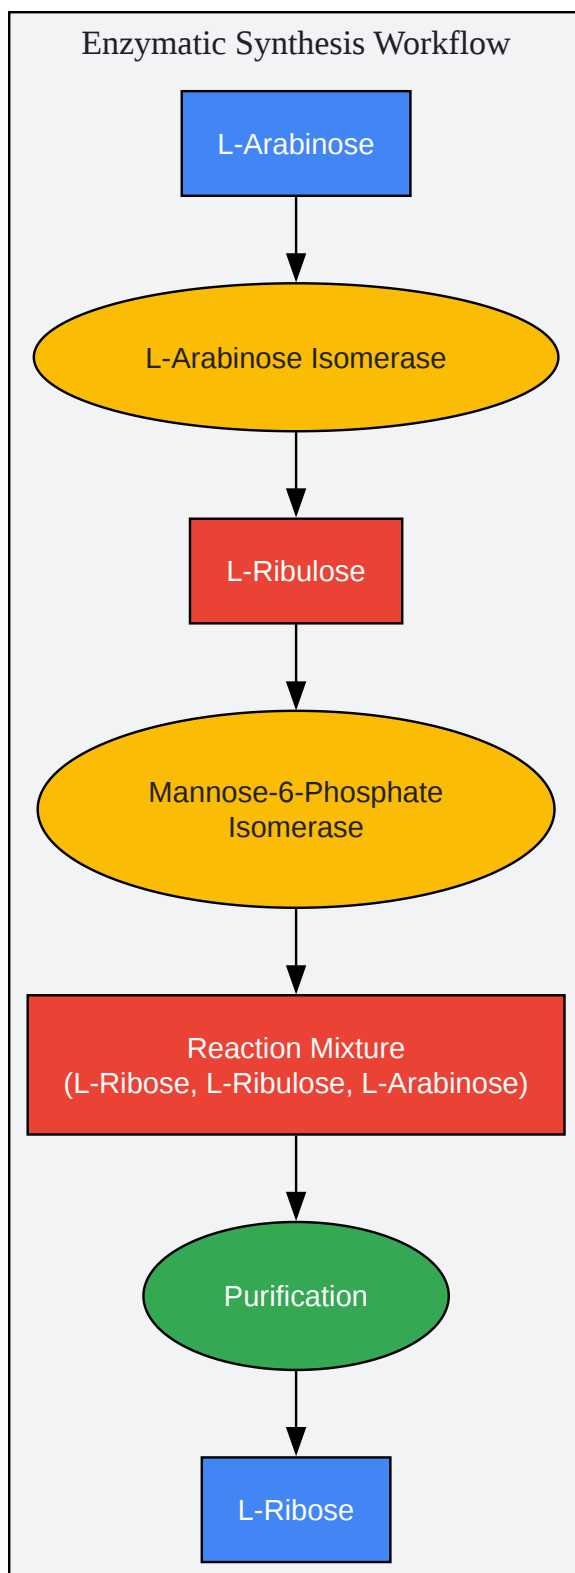 Enzymatic Synthesis Workflow
L-Arabinose
L-Arabinose Isomerase
L-Ribulose
Mannose-6-Phosphate
Isomerase
Reaction Mixture
(L-Ribose, L-Ribulose, L-Arabinose)
Purification
L-Ribose